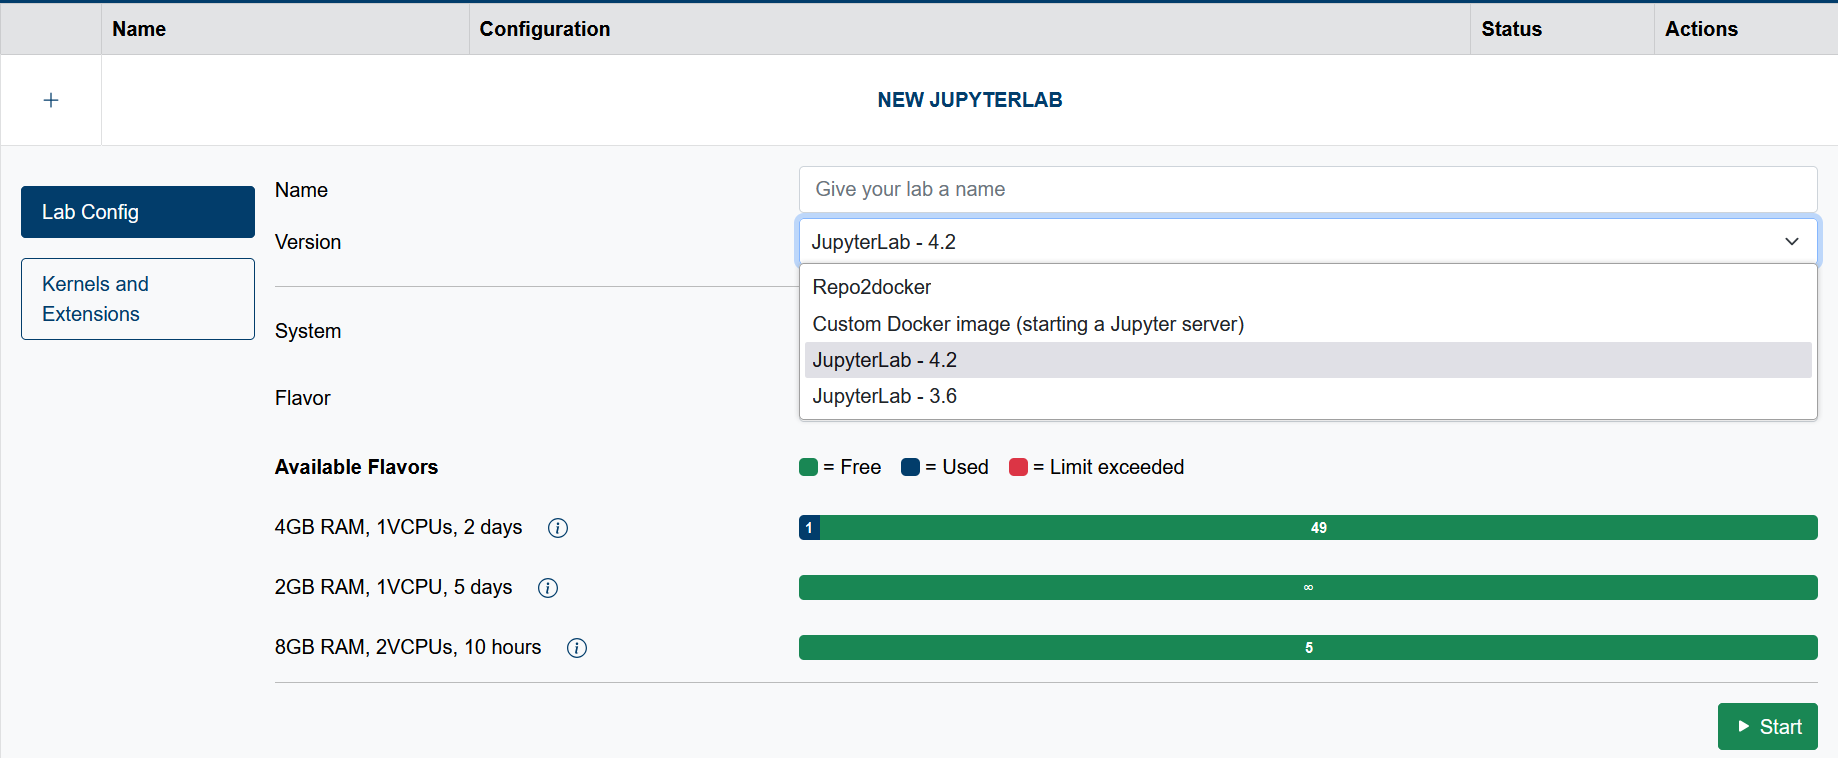 Name Configuration Status Actions
+ NEW JUPYTERLAB
Lab Config
Kernels and
Extensions
Name Give your lab a name
Version JupyterLab - 4.2
Repo2docker
Custom Docker image (starting a Jupyter server)
JupyterLab - 4.2
JupyterLab - 3.6
System
Flavor
Available Flavors = Free = Used = Limit exceeded
4GB RAM, 1VCPUs, 2 days i 1 49
2GB RAM, 1VCPU, 5 days i ∞
8GB RAM, 2VCPUs, 10 hours i 5
Start